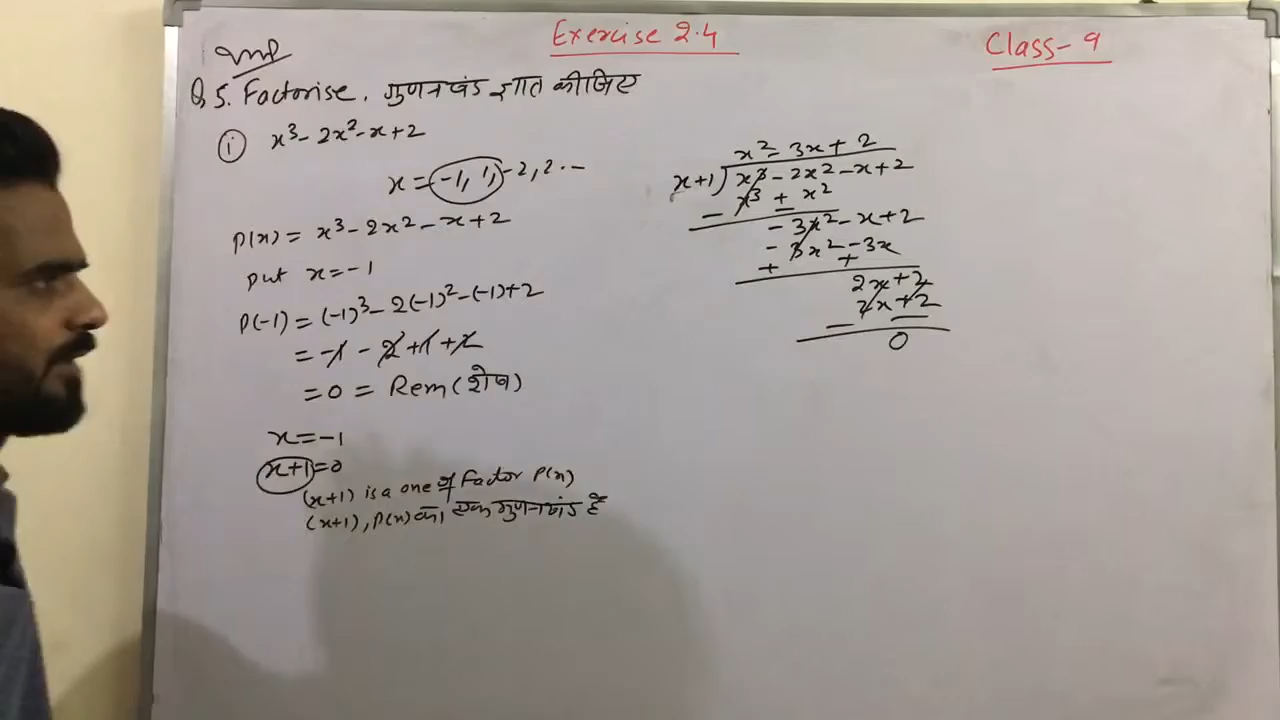 Exercise 2.4
Class-9
Imp
Q5. Factorise. गुणनखंड ज्ञात कीजिए
(i) x³ - 2x² - x + 2
x = -1, 1, -2, 2 . . –
P(x) = x³ - 2x² - x + 2
put x = -1
P(-1) = (-1)³ - 2(-1)² - (-1) + 2
= -1 - 2 + 1 + 2
= 0 = Rem (शेष)
x = -1
x+1 = 0
(x+1) is a one of Factor P(x)
(x+1), P(x) का एक गुणनखंड है
x² - 3x + 2
x+1 ) x³ - 2x² - x + 2
x³ + x²
– –
- 3x² - x + 2
- 3x² - 3x
+ +
2x + 2
2x + 2
– –
0